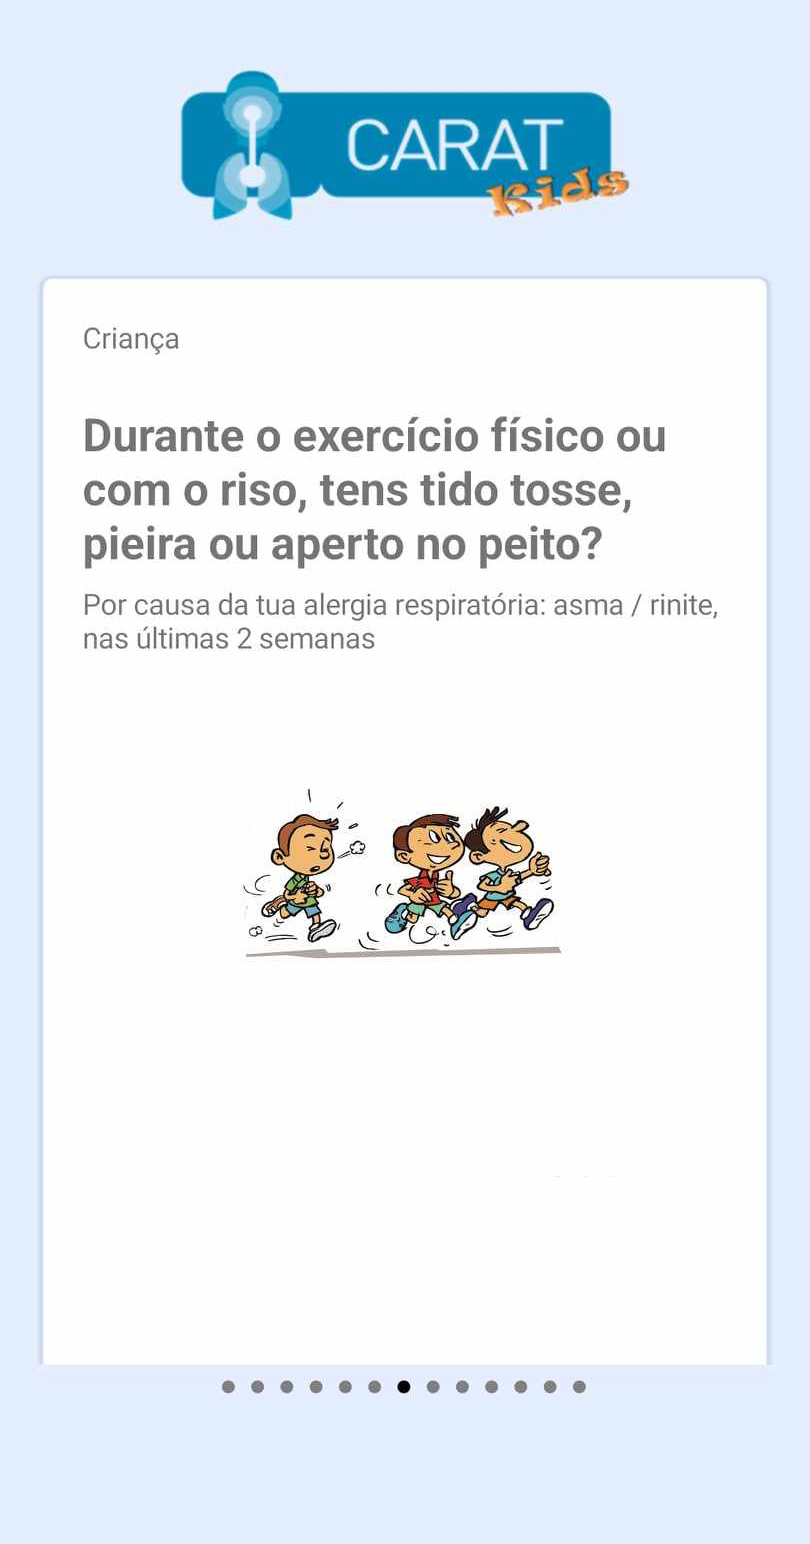 CARAT
Kids
Criança
Durante o exercício físico ou
com o riso, tens tido tosse,
pieira ou aperto no peito?
Por causa da tua alergia respiratória: asma / rinite,
nas últimas 2 semanas